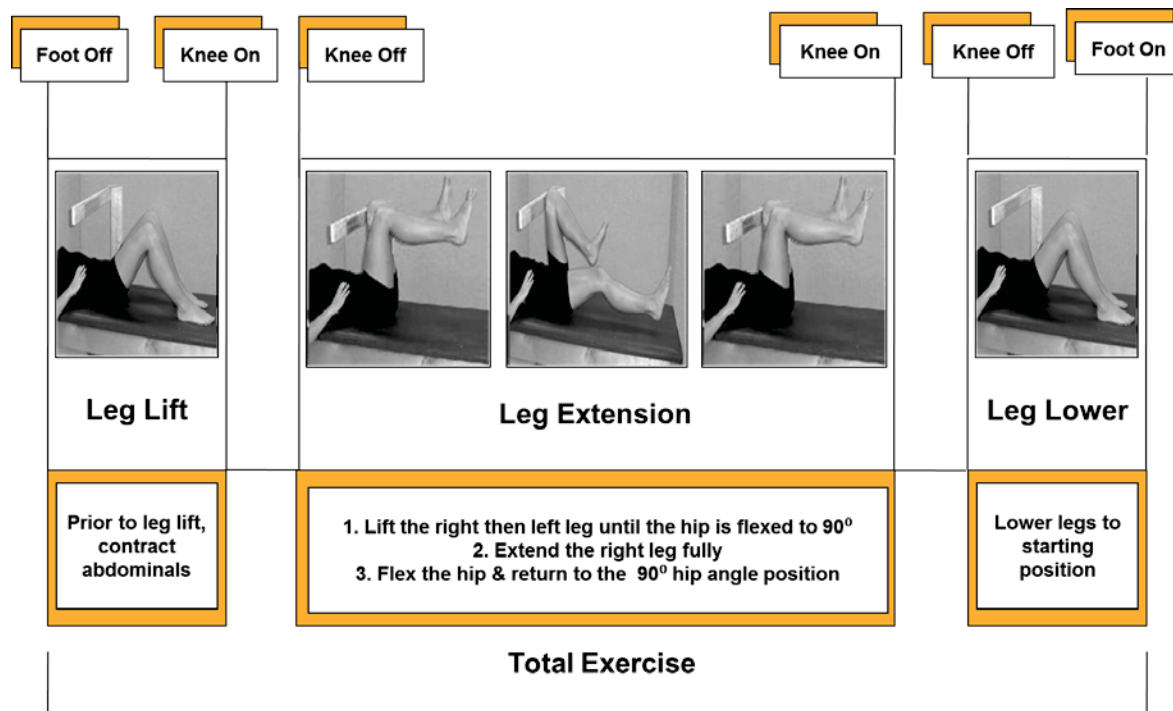 Foot Off
Knee On
Knee Off
Knee On
Knee Off
Foot On
Leg Lift
Leg Extension
Leg Lower
Prior to leg lift,
contract
abdominals
1. Lift the right then left leg until the hip is flexed to 90⁰
2. Extend the right leg fully
3. Flex the hip & return to the 90⁰ hip angle position
Lower legs to
starting
position
Total Exercise